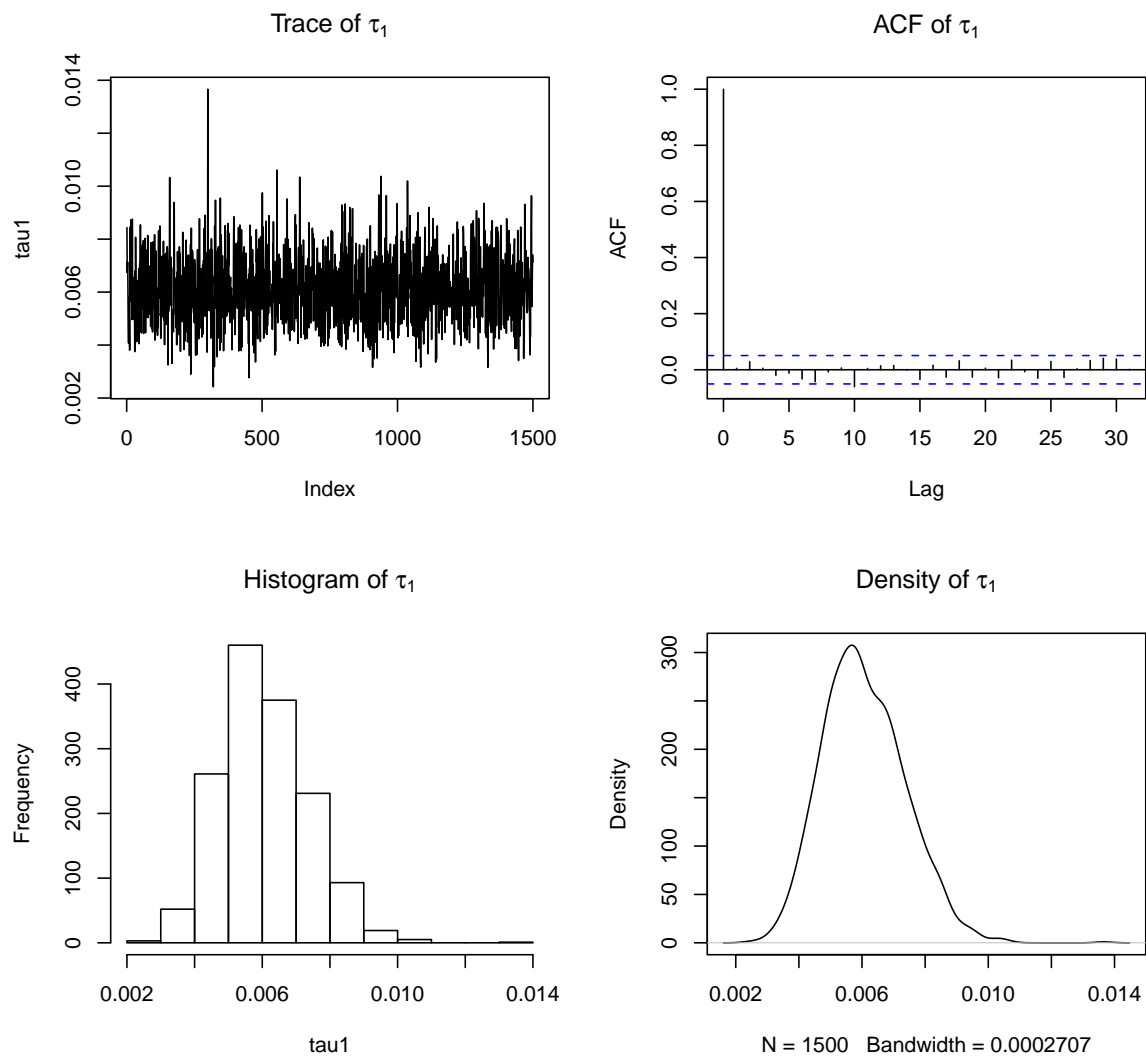 Trace of τ1
tau1
0.002 0.006 0.010 0.014
0 500 1000 1500
Index
ACF of τ1
ACF
0.0 0.2 0.4 0.6 0.8 1.0
0 5 10 15 20 25 30
Lag
Histogram of τ1
Frequency
0 100 200 300 400
0.002 0.006 0.010 0.014
tau1
Density of τ1
Density
0 50 100 200 300
0.002 0.006 0.010 0.014
N = 1500 Bandwidth = 0.0002707